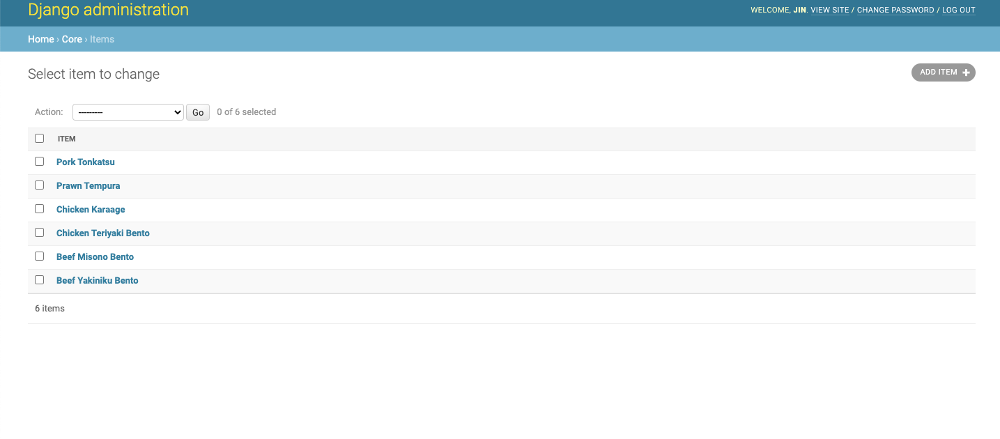 Django administration
WELCOME, JIN. VIEW SITE / CHANGE PASSWORD / LOG OUT
Home › Core › Items
Select item to change
ADD ITEM +
Action: --------- Go 0 of 6 selected
ITEM
Pork Tonkatsu
Prawn Tempura
Chicken Karaage
Chicken Teriyaki Bento
Beef Misono Bento
Beef Yakiniku Bento
6 items